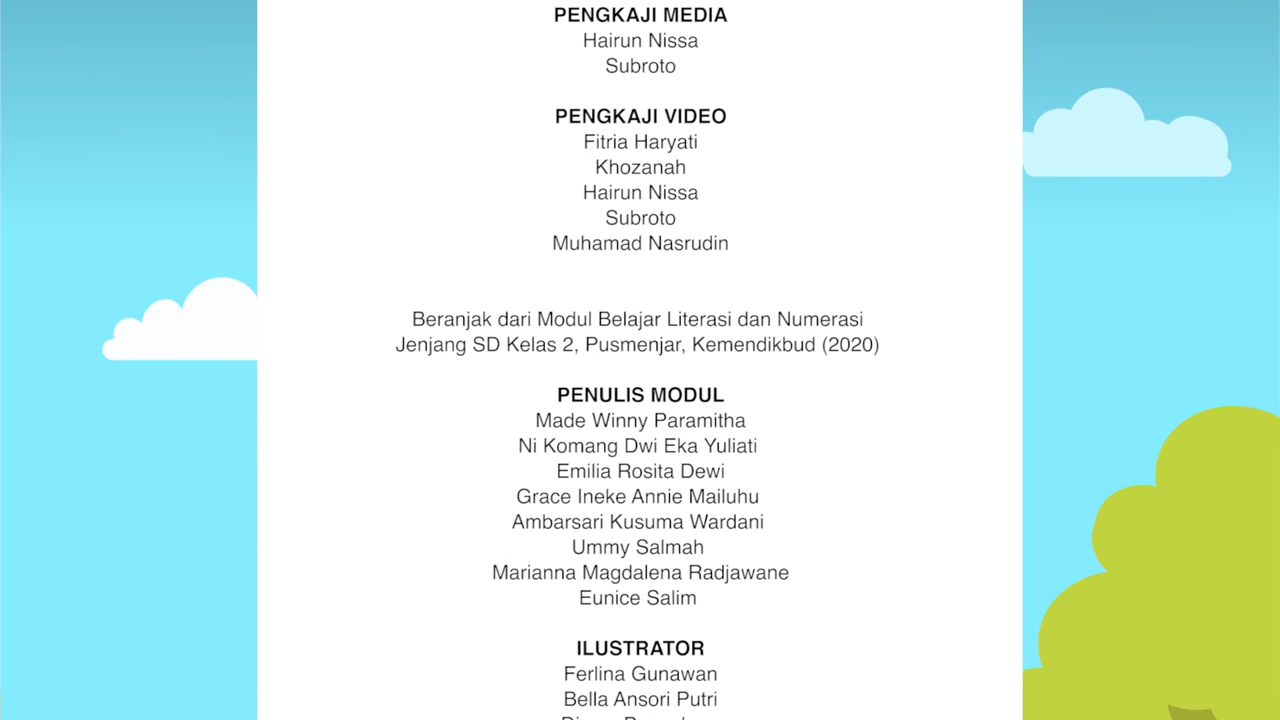 PENGKAJI MEDIA
Hairun Nissa
Subroto
PENGKAJI VIDEO
Fitria Haryati
Khozanah
Hairun Nissa
Subroto
Muhamad Nasrudin
Beranjak dari Modul Belajar Literasi dan Numerasi
Jenjang SD Kelas 2, Pusmenjar, Kemendikbud (2020)
PENULIS MODUL
Made Winny Paramitha
Ni Komang Dwi Eka Yuliati
Emilia Rosita Dewi
Grace Ineke Annie Mailuhu
Ambarsari Kusuma Wardani
Ummy Salmah
Marianna Magdalena Radjawane
Eunice Salim
ILUSTRATOR
Ferlina Gunawan
Bella Ansori Putri